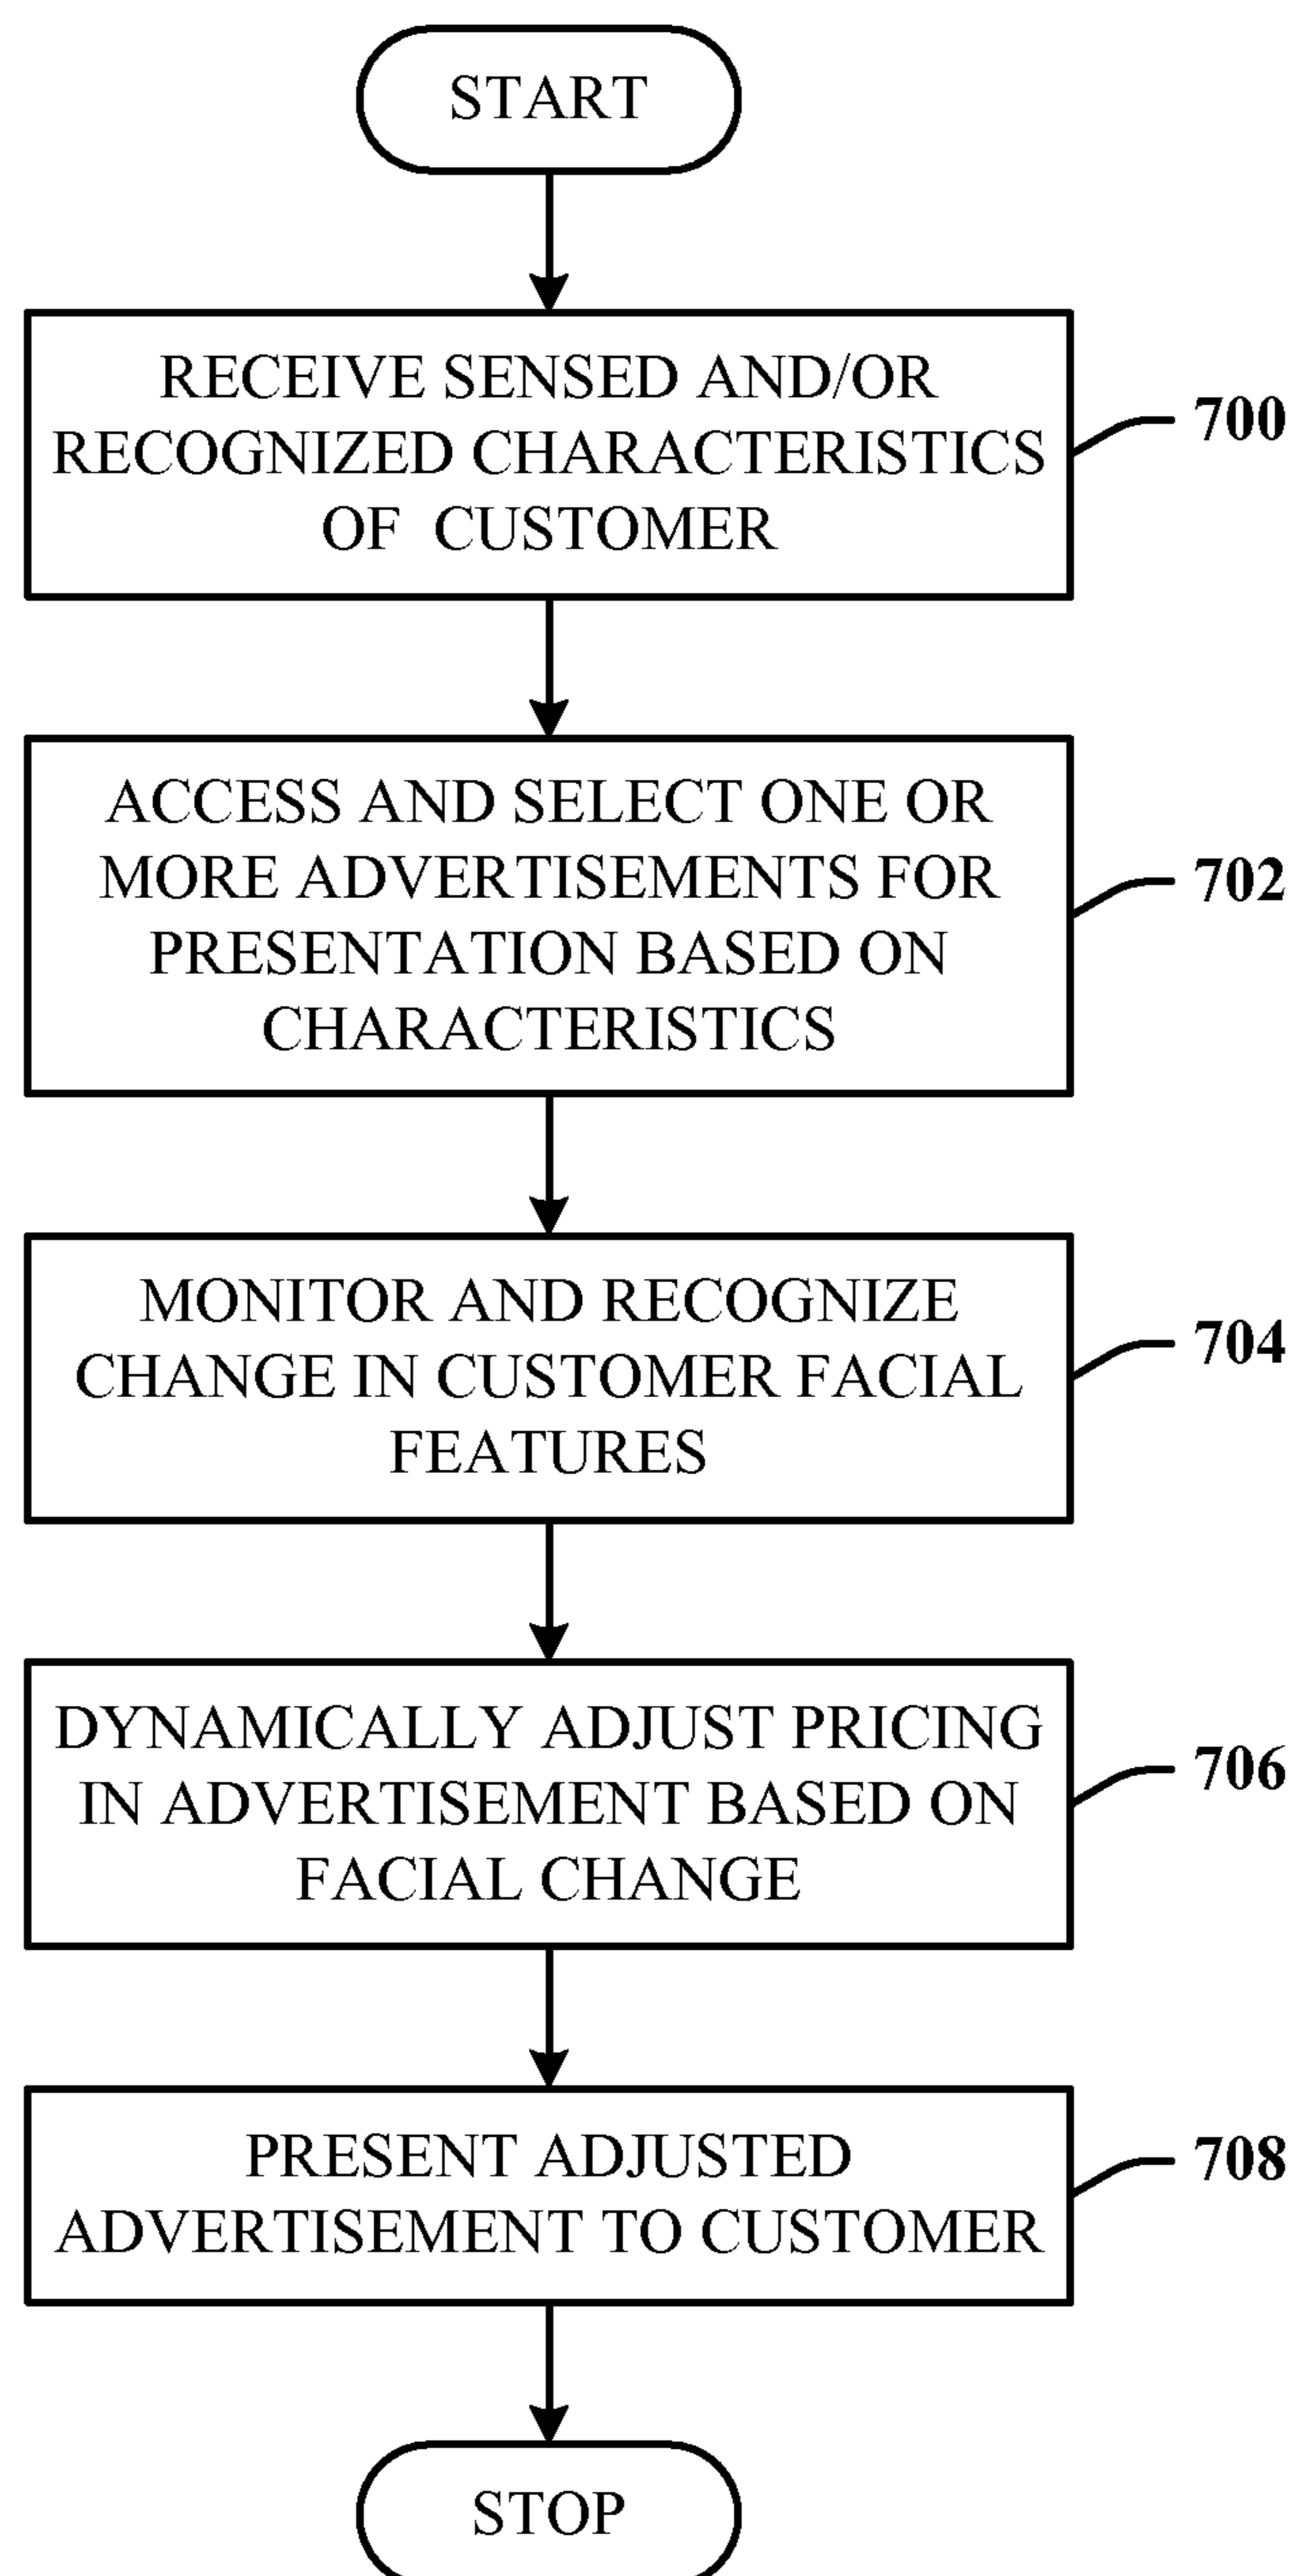 START
RECEIVE SENSED AND/OR
RECOGNIZED CHARACTERISTICS
OF CUSTOMER
700
ACCESS AND SELECT ONE OR
MORE ADVERTISEMENTS FOR
PRESENTATION BASED ON
CHARACTERISTICS
702
MONITOR AND RECOGNIZE
CHANGE IN CUSTOMER FACIAL
FEATURES
704
DYNAMICALLY ADJUST PRICING
IN ADVERTISEMENT BASED ON
FACIAL CHANGE
706
PRESENT ADJUSTED
ADVERTISEMENT TO CUSTOMER
708
STOP